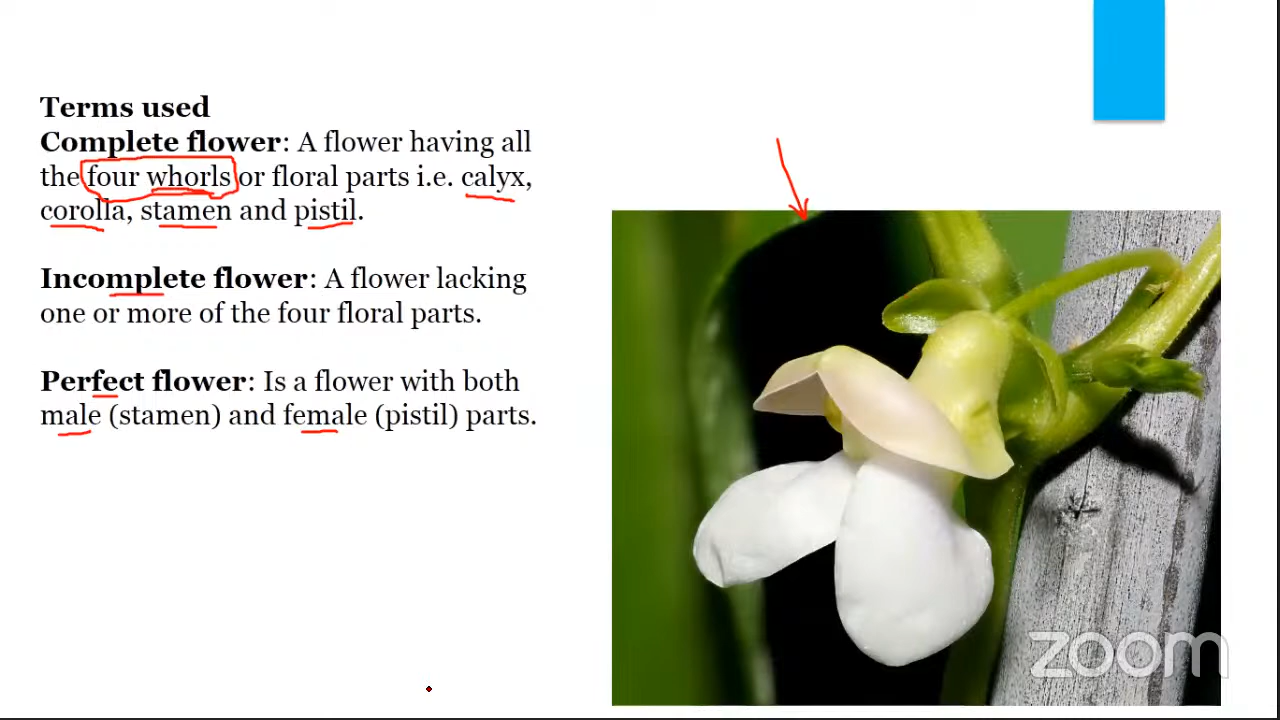 Terms used
Complete flower: A flower having all
the four whorls or floral parts i.e. calyx,
corolla, stamen and pistil.
Incomplete flower: A flower lacking
one or more of the four floral parts.
Perfect flower: Is a flower with both
male (stamen) and female (pistil) parts.
zoom